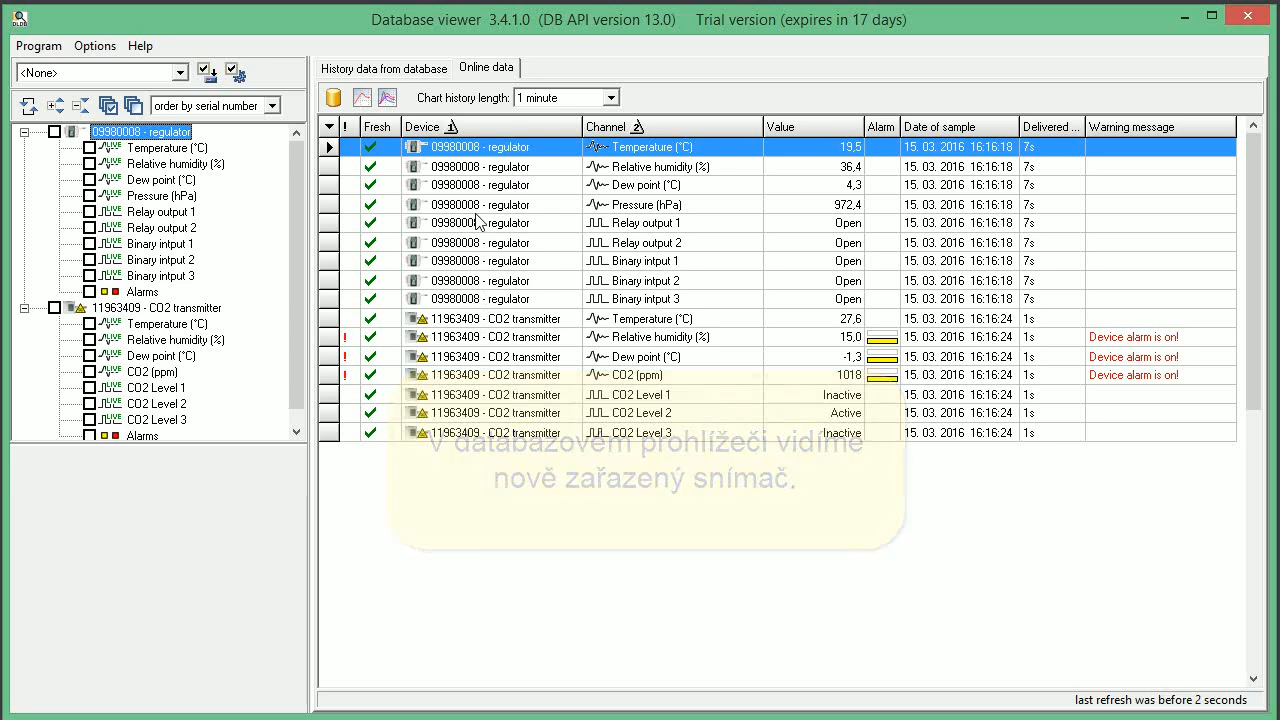 Database viewer 3.4.1.0 (DB API version 13.0) Trial version (expires in 17 days)
Program Options Help
<None>
order by serial number
09980008 - regulator
Temperature (°C)
Relative humidity (%)
Dew point (°C)
Pressure (hPa)
Relay output 1
Relay output 2
Binary intput 1
Binary intput 2
Binary intput 3
Alarms
11963409 - CO2 transmitter
Temperature (°C)
Relative humidity (%)
Dew point (°C)
CO2 (ppm)
CO2 Level 1
CO2 Level 2
CO2 Level 3
Alarms
History data from database Online data
Chart history length: 1 minute
! Fresh Device 1 Channel 2 Value Alarm Date of sample Delivered ... Warning message
09980008 - regulator Temperature (°C) 19,5 15. 03. 2016 16:16:18 7s
09980008 - regulator Relative humidity (%) 36,4 15. 03. 2016 16:16:18 7s
09980008 - regulator Dew point (°C) 4,3 15. 03. 2016 16:16:18 7s
09980008 - regulator Pressure (hPa) 972,4 15. 03. 2016 16:16:18 7s
09980008 - regulator Relay output 1 Open 15. 03. 2016 16:16:18 7s
09980008 - regulator Relay output 2 Open 15. 03. 2016 16:16:18 7s
09980008 - regulator Binary intput 1 Open 15. 03. 2016 16:16:18 7s
09980008 - regulator Binary intput 2 Open 15. 03. 2016 16:16:18 7s
09980008 - regulator Binary intput 3 Open 15. 03. 2016 16:16:18 7s
11963409 - CO2 transmitter Temperature (°C) 27,6 15. 03. 2016 16:16:24 1s
! 11963409 - CO2 transmitter Relative humidity (%) 15,0 15. 03. 2016 16:16:24 1s Device alarm is on!
! 11963409 - CO2 transmitter Dew point (°C) -1,3 15. 03. 2016 16:16:24 1s Device alarm is on!
! 11963409 - CO2 transmitter CO2 (ppm) 1018 15. 03. 2016 16:16:24 1s Device alarm is on!
11963409 - CO2 transmitter CO2 Level 1 Inactive 15. 03. 2016 16:16:24 1s
11963409 - CO2 transmitter CO2 Level 2 Active 15. 03. 2016 16:16:24 1s
11963409 - CO2 transmitter CO2 Level 3 Inactive 15. 03. 2016 16:16:24 1s
V databázovém prohlížeči vidíme
nově zařazený snímač.
last refresh was before 2 seconds